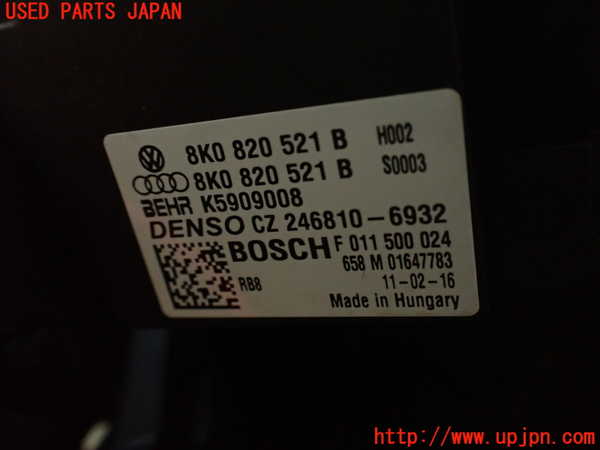 USED PARTS JAPAN
8K0 820 521 B H002
8K0 820 521 B S0003
BEHR K5909008
DENSO CZ 246810-6932
BOSCH F 011 500 024
658 M 01647783
RB8 11-02-16
Made in Hungary
http://www.upjpn.com/